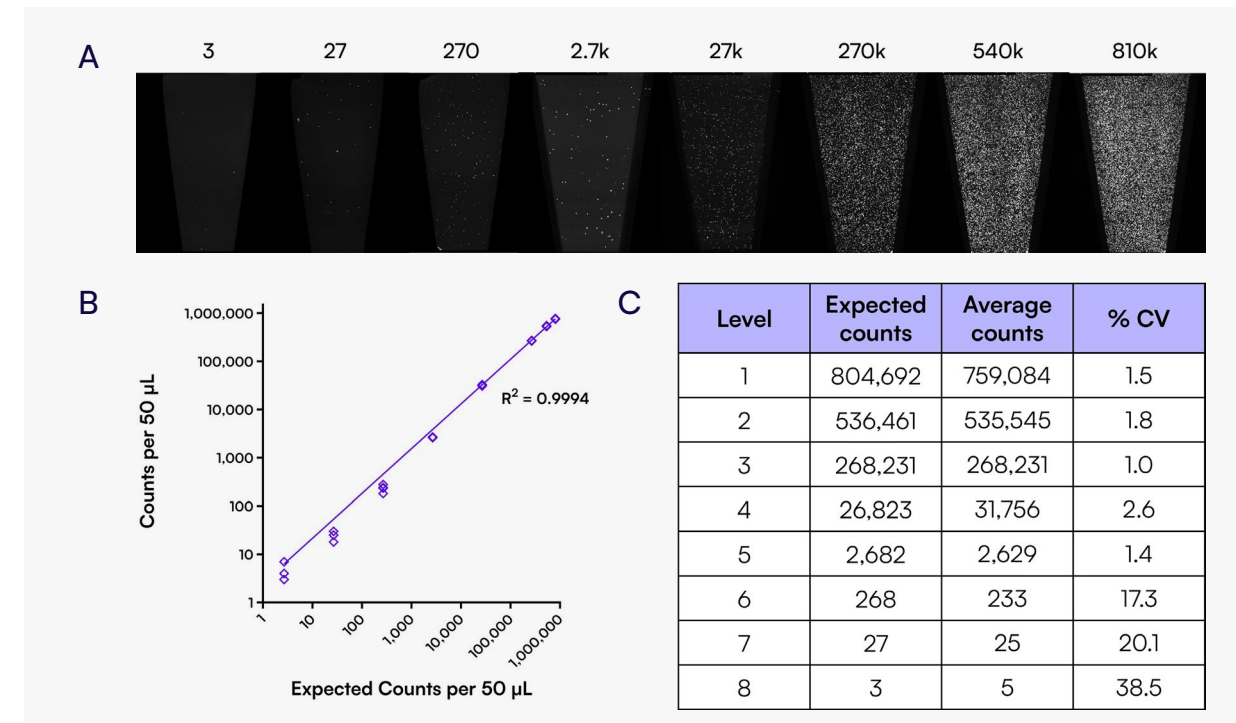 A
3 27 270 2.7k 27k 270k 540k 810k
B
1,000,000
100,000
10,000
1,000
100
10
1
Counts per 50 µL
R² = 0.9994
1 10 100 1,000 10,000 100,000 1,000,000
Expected Counts per 50 µL
C
Level Expected counts Average counts % CV
1 804,692 759,084 1.5
2 536,461 535,545 1.8
3 268,231 268,231 1.0
4 26,823 31,756 2.6
5 2,682 2,629 1.4
6 268 233 17.3
7 27 25 20.1
8 3 5 38.5